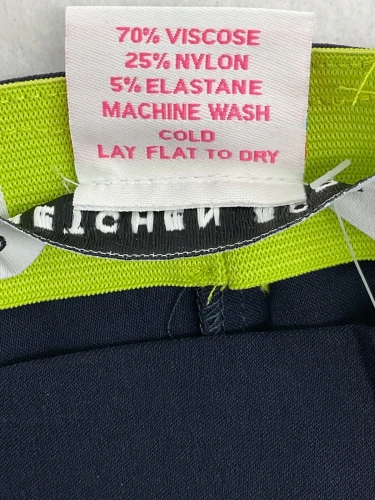 70% VISCOSE
25% NYLON
5% ELASTANE
MACHINE WASH
COLD
LAY FLAT TO DRY